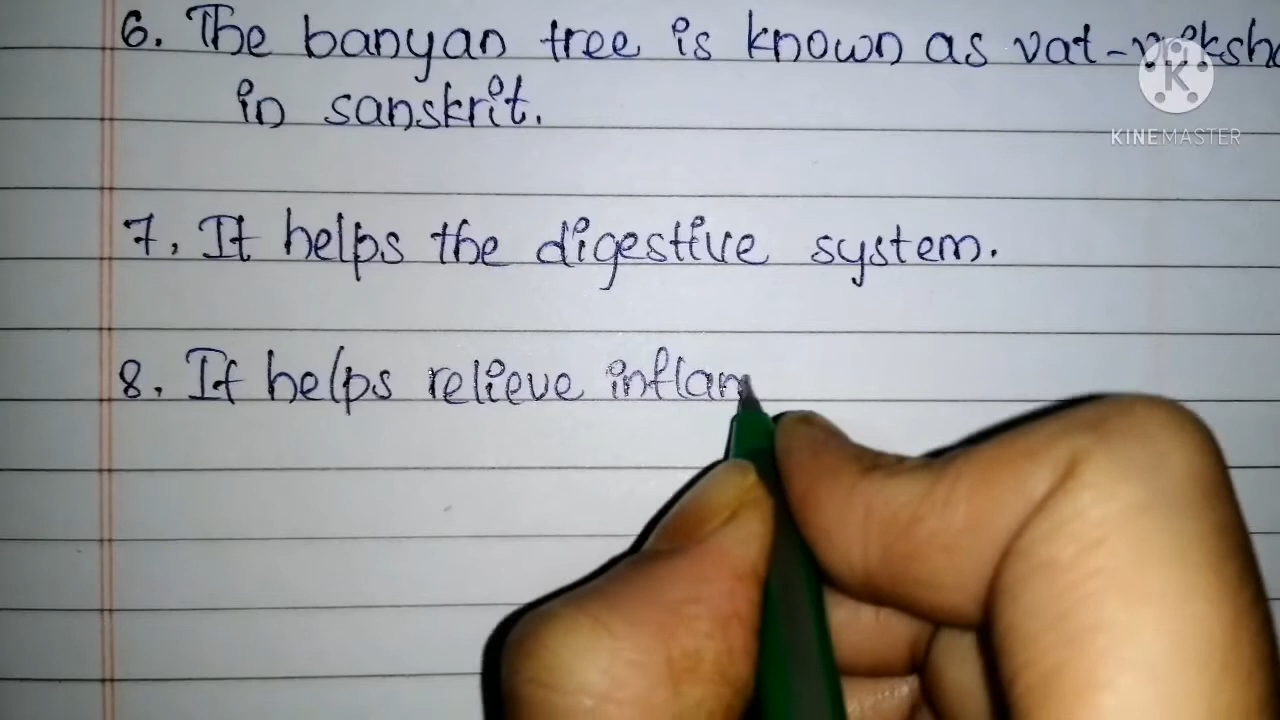 6. The banyan tree is known as vat-
in sanskrit.
7. It helps the digestive system.
8. It helps relieve inflam
KINEMASTER